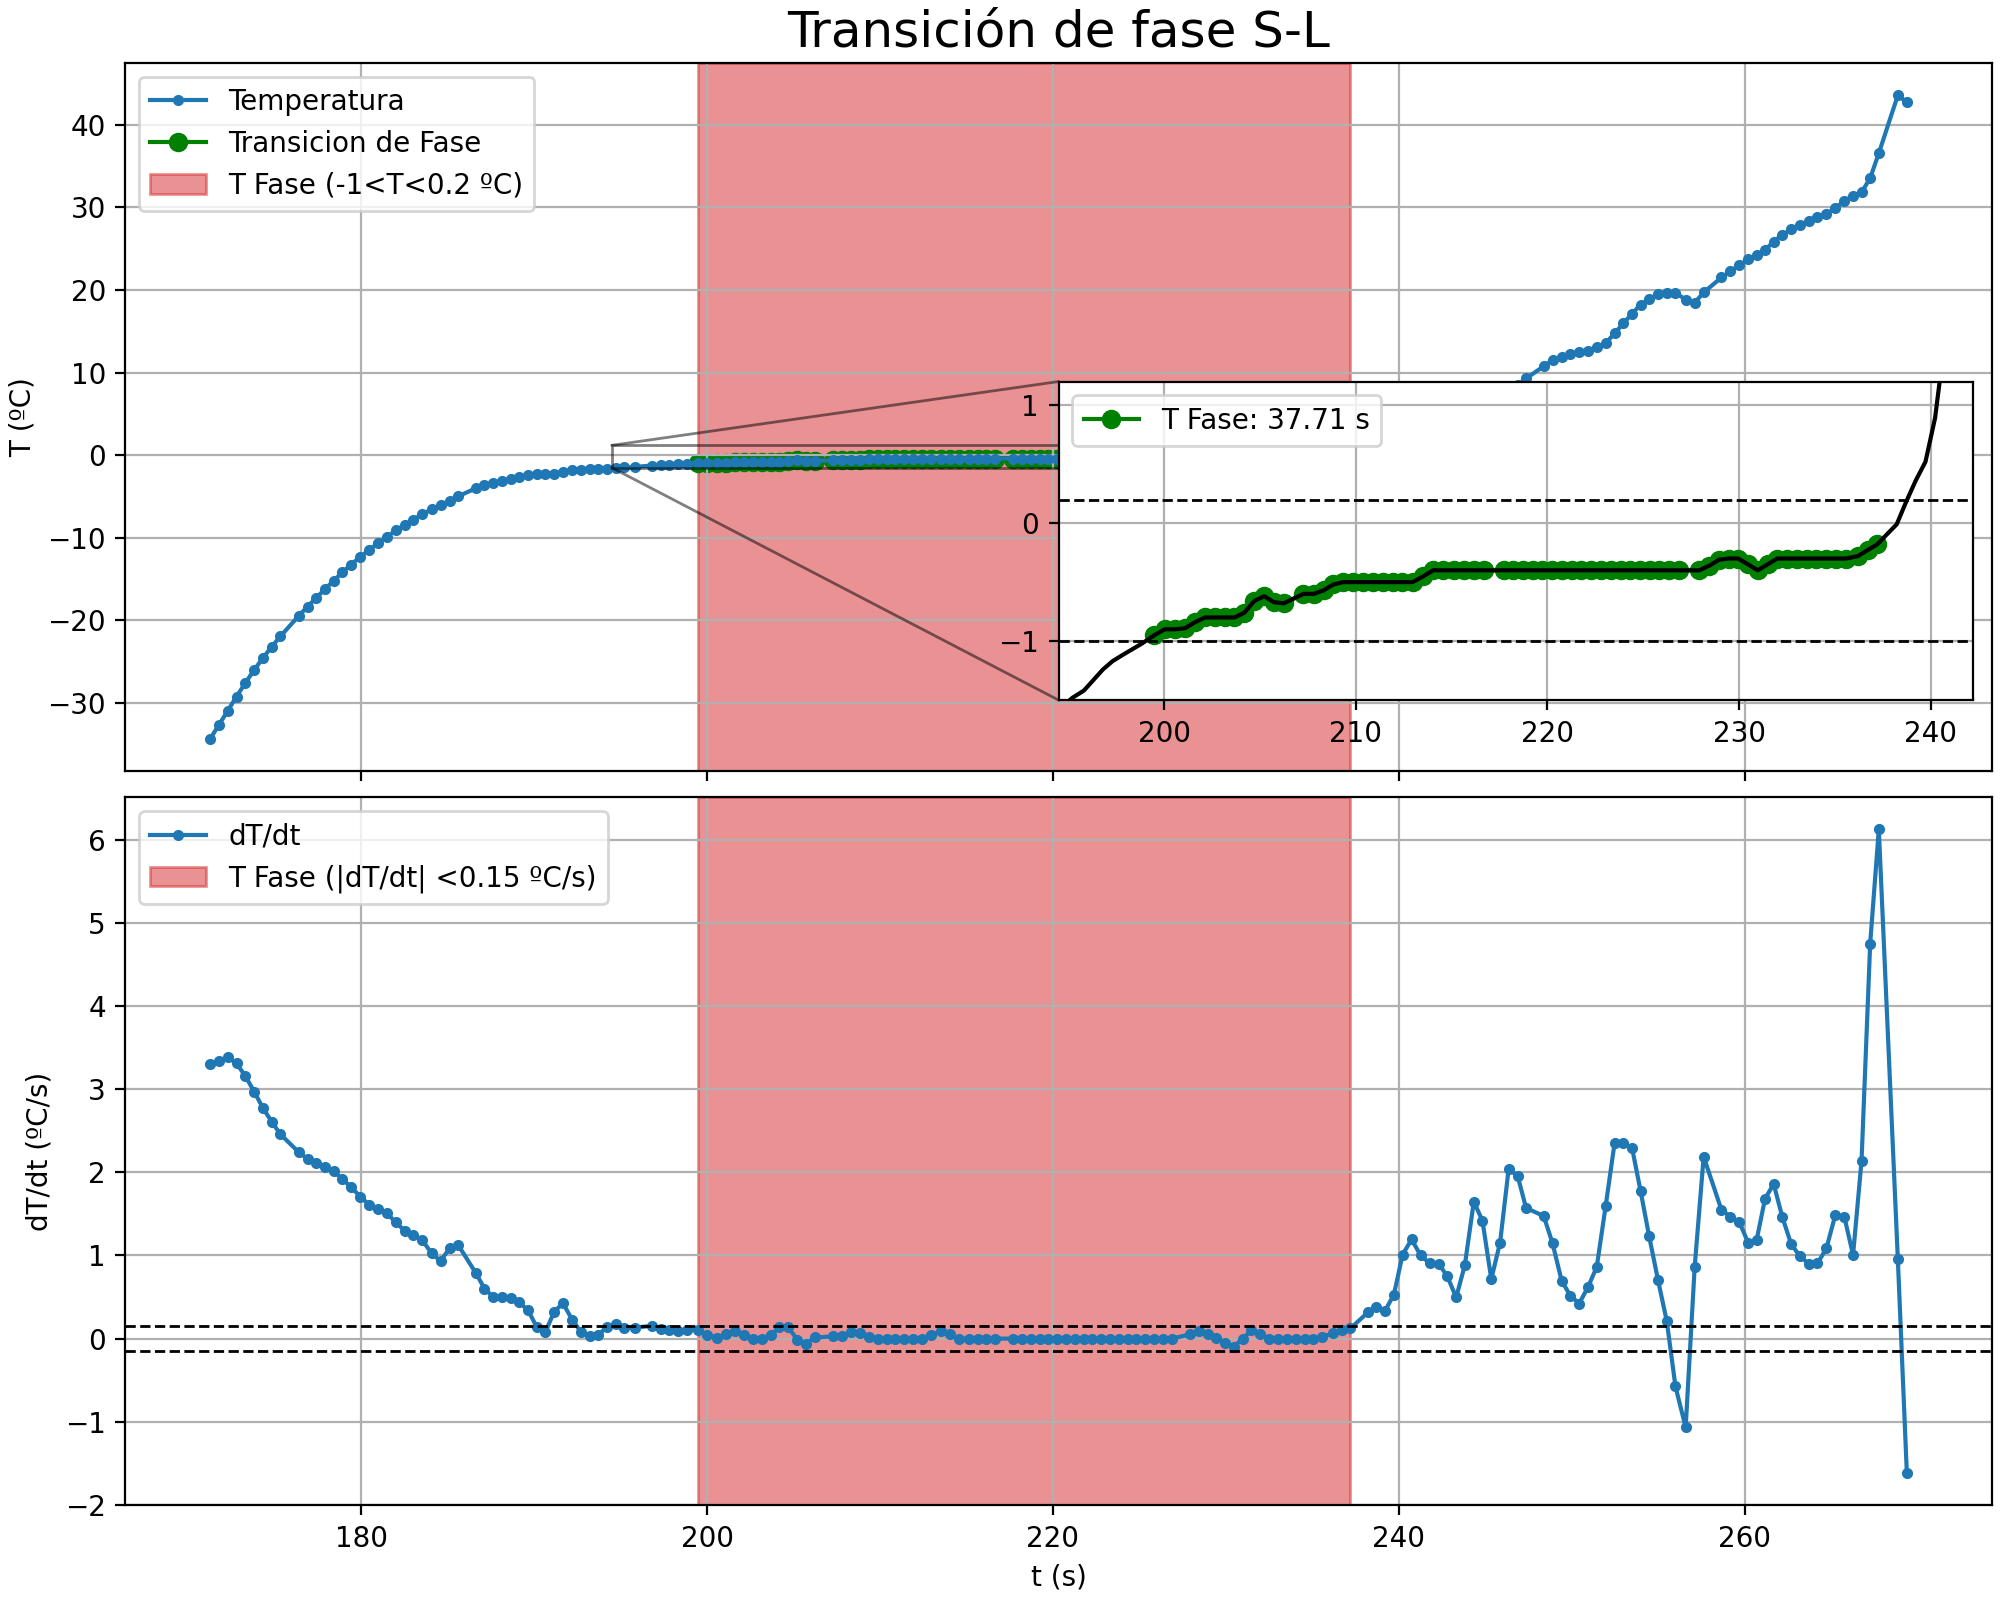 Transición de fase S-L
Temperatura
Transicion de Fase
T Fase (-1<T<0.2 ºC)
T (ºC)
40
30
20
10
0
−10
−20
−30
T Fase: 37.71 s
1
0
−1
200 210 220 230 240
dT/dt
T Fase (|dT/dt| <0.15 ºC/s)
dT/dt (ºC/s)
6
5
4
3
2
1
0
−1
−2
180 200 220 240 260
t (s)